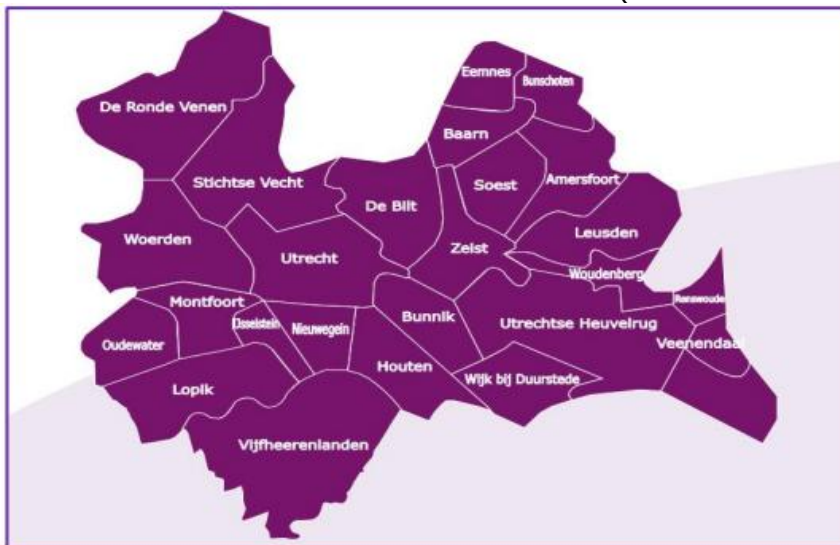 Eemnes
Bunschoten
De Ronde Venen
Baarn
Stichtse Vecht
Soest
Amersfoort
De Bilt
Leusden
Woerden
Zeist
Utrecht
Woudenberg
Montfoort
Renswoude
IJsselstein
Nieuwegein
Bunnik
Utrechtse Heuvelrug
Oudewater
Veenendaal
Houten
Wijk bij Duurstede
Lopik
Vijfheerenlanden